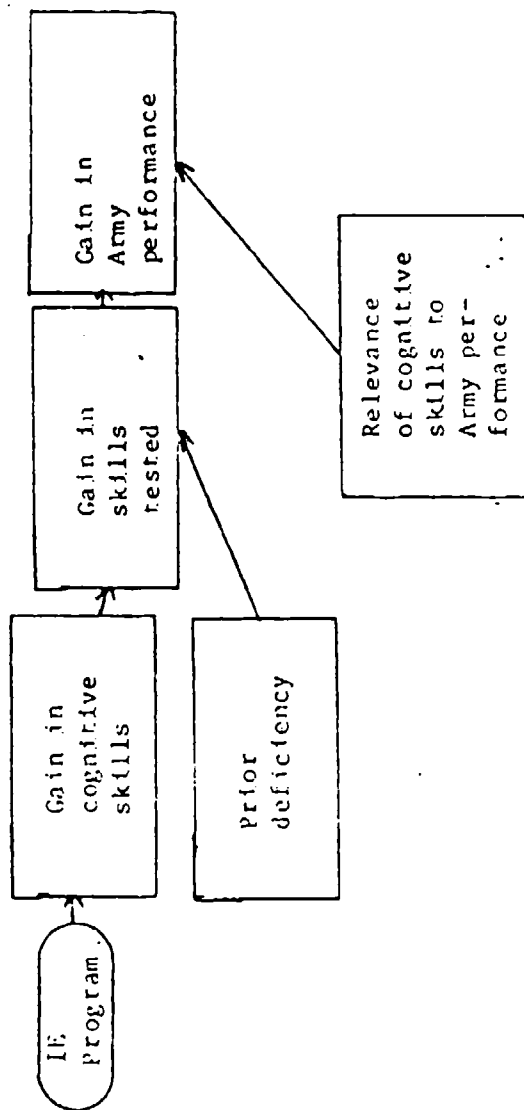 IE
Program
Gain in
cognitive
skills
Gain in
skills
tested
Gain in
Army
performance
Prior
deficiency
Relevance
of cognitive
skills to
Army per-
formance